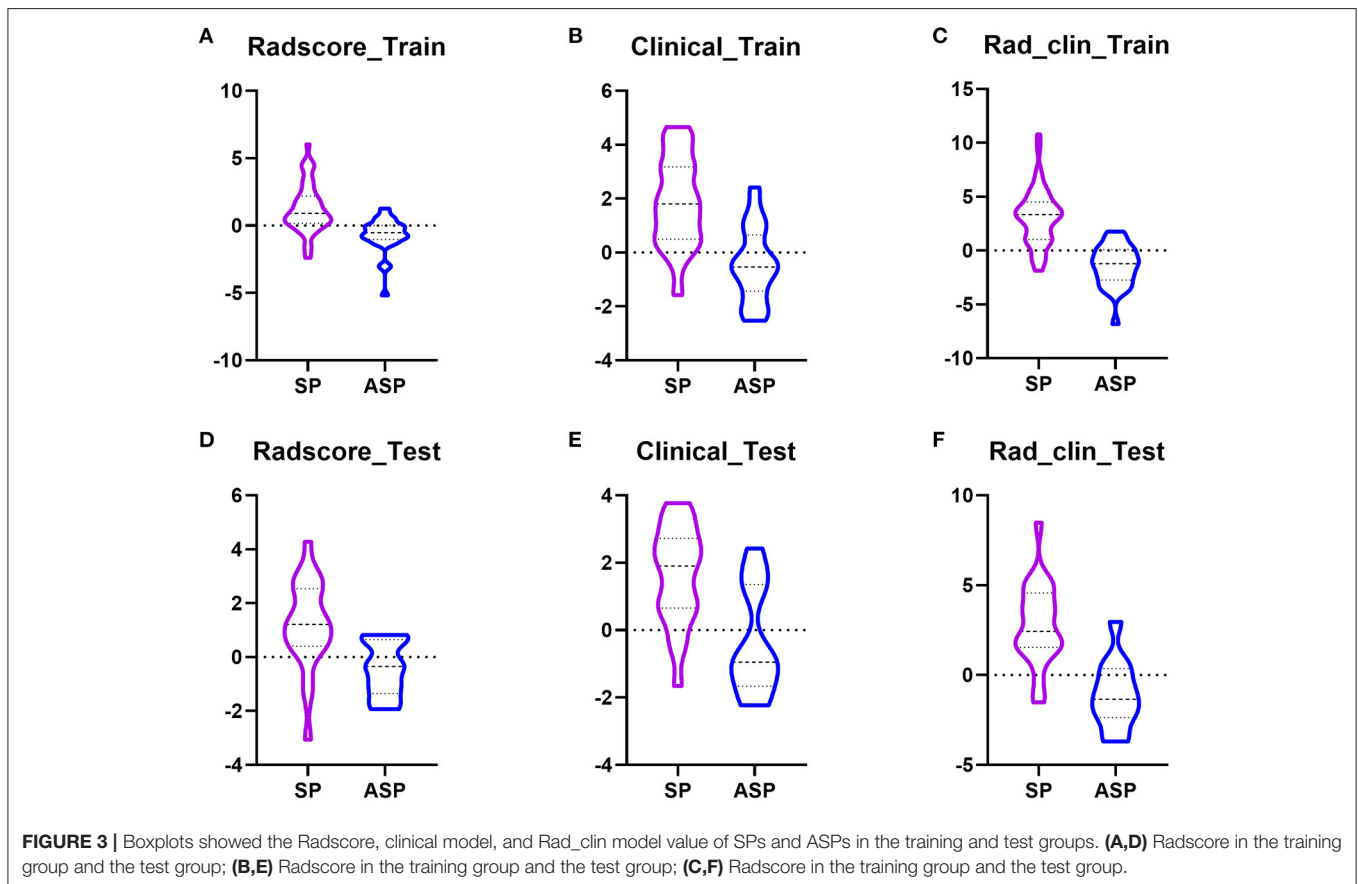 A Radscore_Train
10
5
0
-5
-10
SP ASP
B Clinical_Train
6
4
2
0
-2
-4
SP ASP
C Rad_clin_Train
15
10
5
0
-5
-10
SP ASP
D Radscore_Test
6
4
2
0
-2
-4
SP ASP
E Clinical_Test
4
2
0
-2
-4
SP ASP
F Rad_clin_Test
10
5
0
-5
SP ASP
FIGURE 3 | Boxplots showed the Radscore, clinical model, and Rad_clin model value of SPs and ASPs in the training and test groups. (A,D) Radscore in the training
group and the test group; (B,E) Radscore in the training group and the test group; (C,F) Radscore in the training group and the test group.